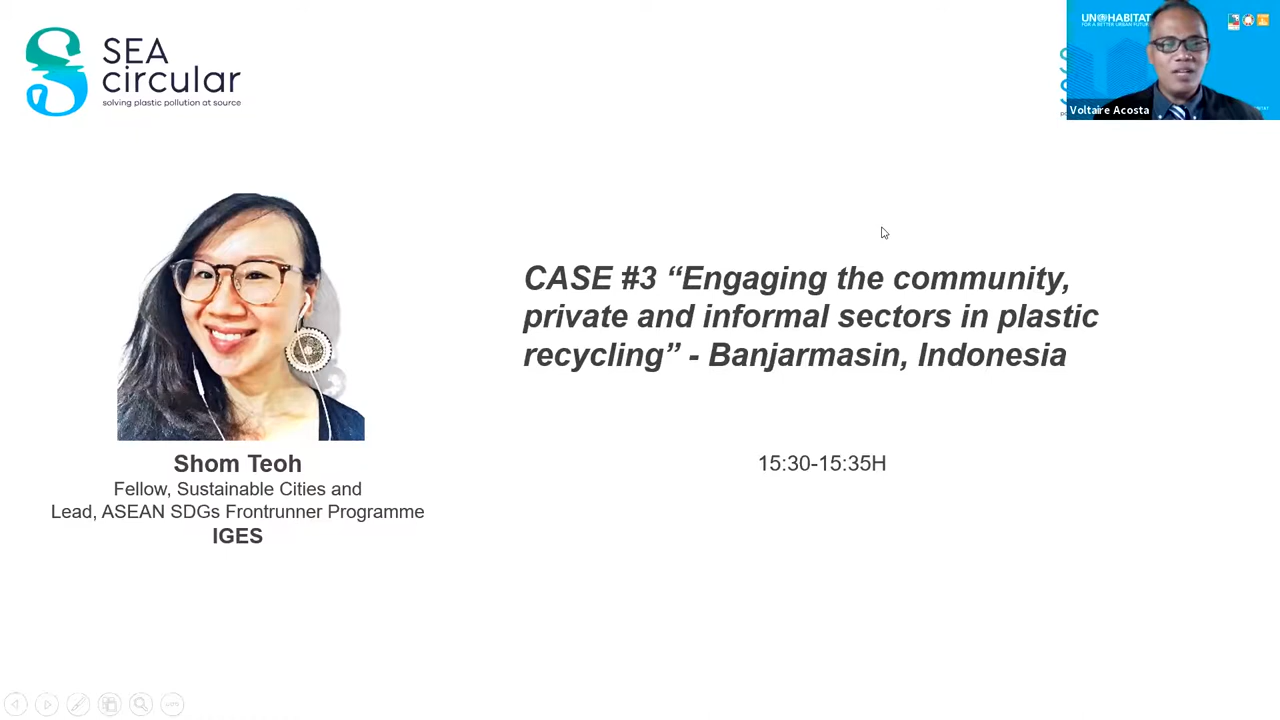 SEA
circular
solving plastic pollution at source
UN HABITAT
FOR A BETTER URBAN FUTURE
Voltaire Acosta
CASE #3 “Engaging the community,
private and informal sectors in plastic
recycling” - Banjarmasin, Indonesia
15:30-15:35H
Shom Teoh
Fellow, Sustainable Cities and
Lead, ASEAN SDGs Frontrunner Programme
IGES